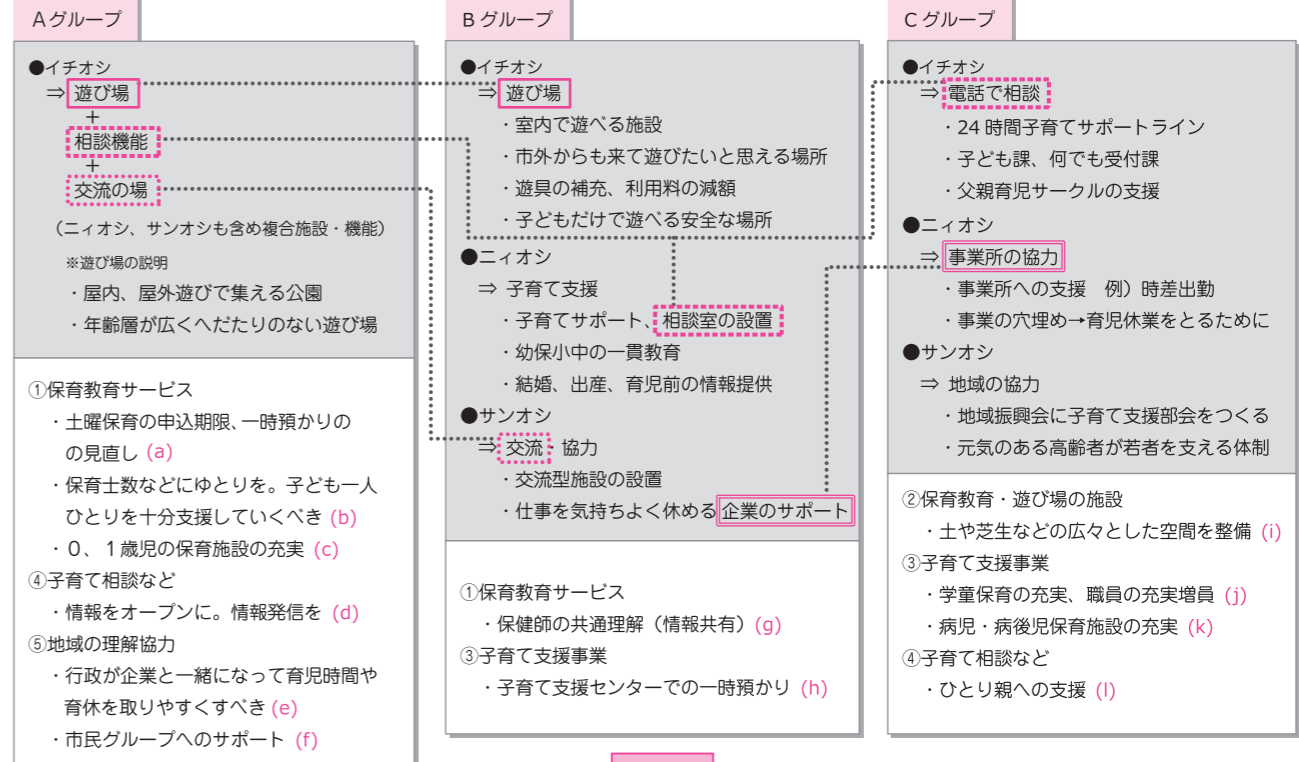 Aグループ
●イチオシ
⇒ 遊び場
+
相談機能
+
交流の場
(ニィオシ、サンオシも含め複合施設・機能)
※遊び場の説明
・屋内、屋外遊びで集える公園
・年齢層が広くへだたりのない遊び場
①保育教育サービス
・土曜保育の申込期限、一時預かりの
の見直し (a)
・保育士数などにゆとりを。子ども一人
ひとりを十分支援していくべき (b)
・０、１歳児の保育施設の充実 (c)
④子育て相談など
・情報をオープンに。情報発信を (d)
⑤地域の理解協力
・行政が企業と一緒になって育児時間や
育休を取りやすくすべき (e)
・市民グループへのサポート (f)
Bグループ
●イチオシ
⇒ 遊び場
・室内で遊べる施設
・市外からも来て遊びたいと思える場所
・遊具の補充、利用料の減額
・子どもだけで遊べる安全な場所
●ニィオシ
⇒ 子育て支援
・子育てサポート、相談室の設置
・幼保小中の一貫教育
・結婚、出産、育児前の情報提供
●サンオシ
⇒ 交流・協力
・交流型施設の設置
・仕事を気持ちよく休める企業のサポート
①保育教育サービス
・保健師の共通理解（情報共有）(g)
③子育て支援事業
・子育て支援センターでの一時預かり (h)
Cグループ
●イチオシ
⇒ 電話で相談
・24時間子育てサポートライン
・子ども課、何でも受付課
・父親育児サークルの支援
●ニィオシ
⇒ 事業所の協力
・事業所への支援　例）時差出勤
・事業の穴埋め→育児休業をとるために
●サンオシ
⇒ 地域の協力
・地域振興会に子育て支援部会をつくる
・元気のある高齢者が若者を支える体制
②保育教育・遊び場の施設
・土や芝生などの広々とした空間を整備 (i)
③子育て支援事業
・学童保育の充実、職員の充実増員 (j)
・病児・病後児保育施設の充実 (k)
④子育て相談など
・ひとり親への支援 (l)